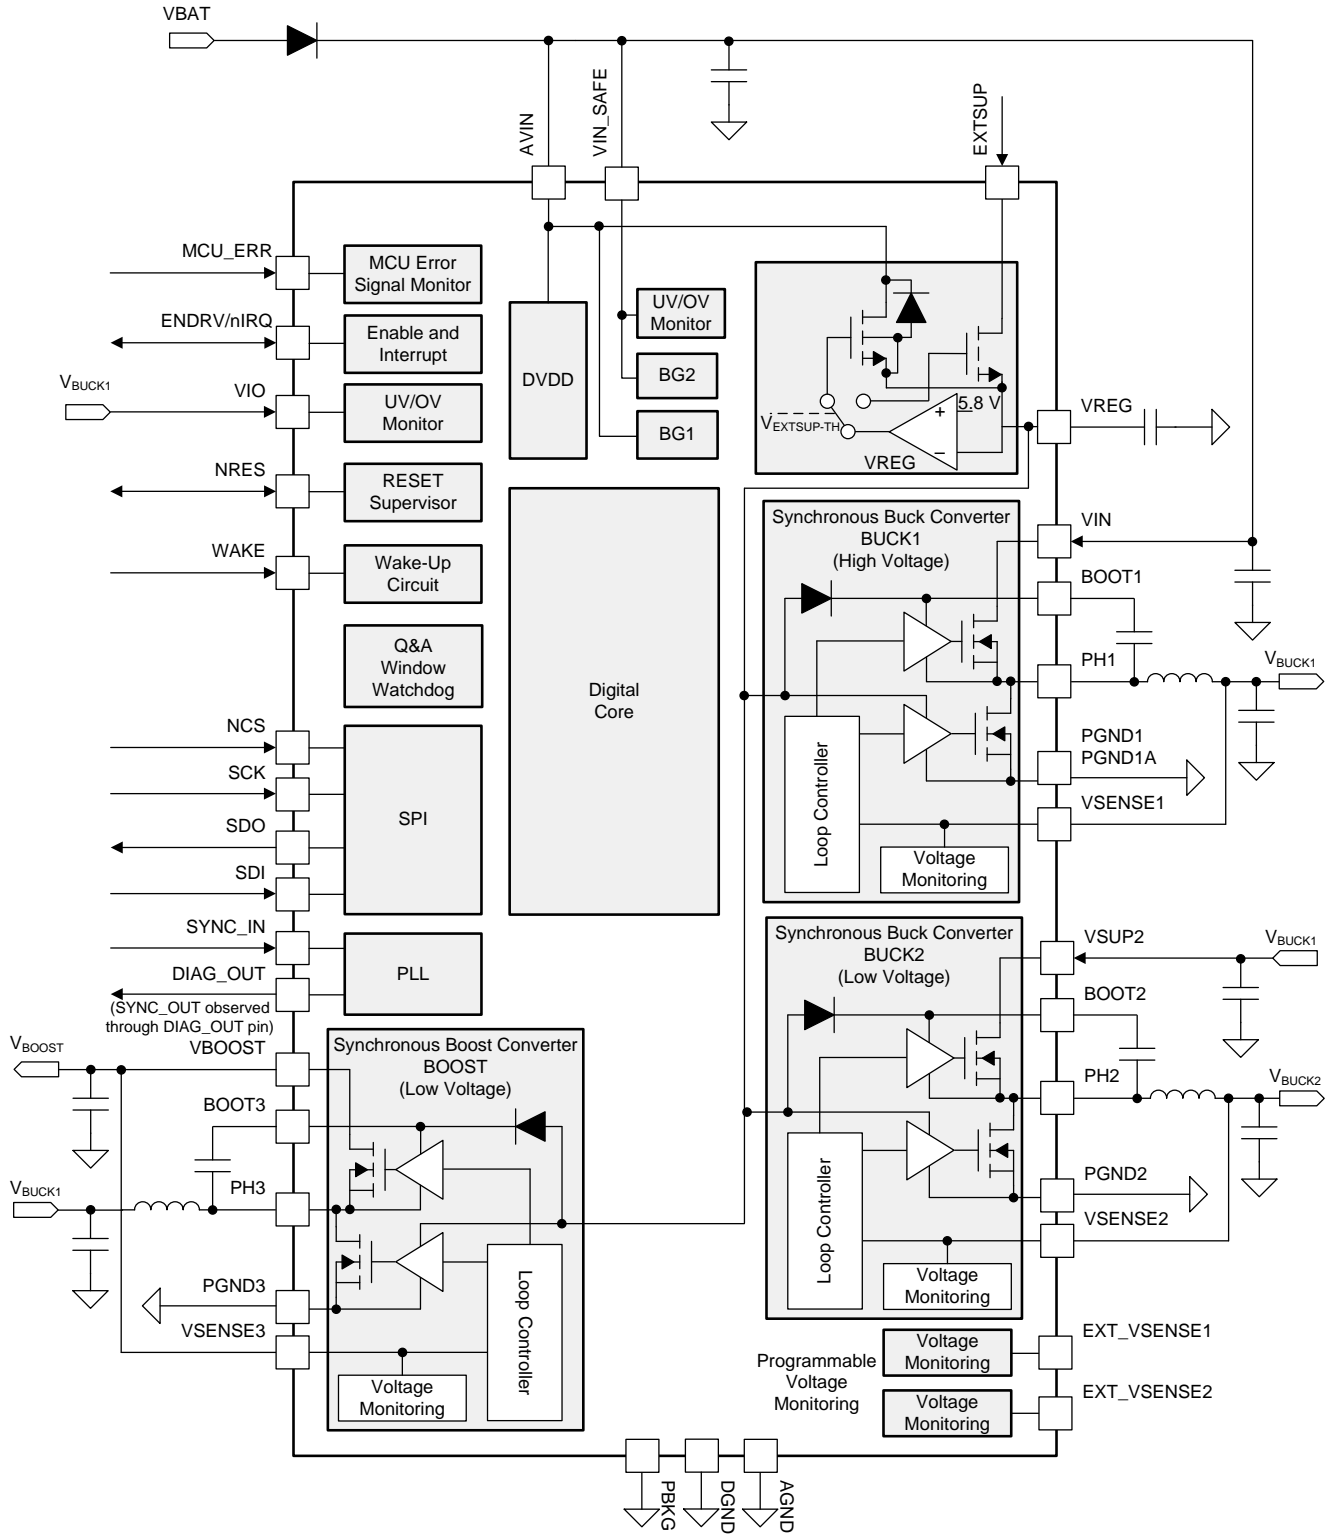 VBAT
AVIN
VIN_SAFE
EXTSUP
MCU_ERR
MCU Error
Signal Monitor
ENDRV/nIRQ
Enable and
Interrupt
VBUCK1
VIO
UV/OV
Monitor
NRES
RESET
Supervisor
WAKE
Wake-Up
Circuit
Q&A
Window
Watchdog
NCS
SCK
SDO
SDI
SPI
SYNC_IN
DIAG_OUT
(SYNC_OUT observed
through DIAG_OUT pin)
PLL
DVDD
UV/OV
Monitor
BG2
BG1
Digital
Core
5.8 V
+
−
VEXTSUP-TH
VREG
VREG
Synchronous Buck Converter
BUCK1
(High Voltage)
VIN
BOOT1
PH1
VBUCK1
PGND1
PGND1A
VSENSE1
Loop Controller
Voltage
Monitoring
Synchronous Buck Converter
BUCK2
(Low Voltage)
VSUP2
VBUCK1
BOOT2
PH2
VBUCK2
PGND2
VSENSE2
Loop Controller
Voltage
Monitoring
VBOOST
VBOOST
Synchronous Boost Converter
BOOST
(Low Voltage)
BOOT3
VBUCK1
PH3
PGND3
VSENSE3
Loop Controller
Voltage
Monitoring
Programmable
Voltage
Monitoring
Voltage
Monitoring
EXT_VSENSE1
Voltage
Monitoring
EXT_VSENSE2
PBKG
DGND
AGND